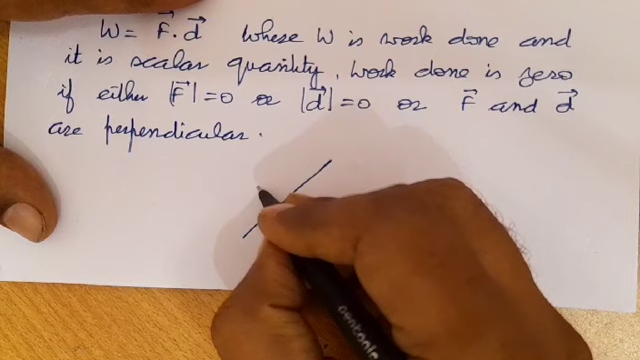 W = F⃗ . d⃗ where W is work done and
it is scalar quantity. Work done is zero
if either |F⃗| = 0 or |d⃗| = 0 or F⃗ and d⃗
are perpendicular.